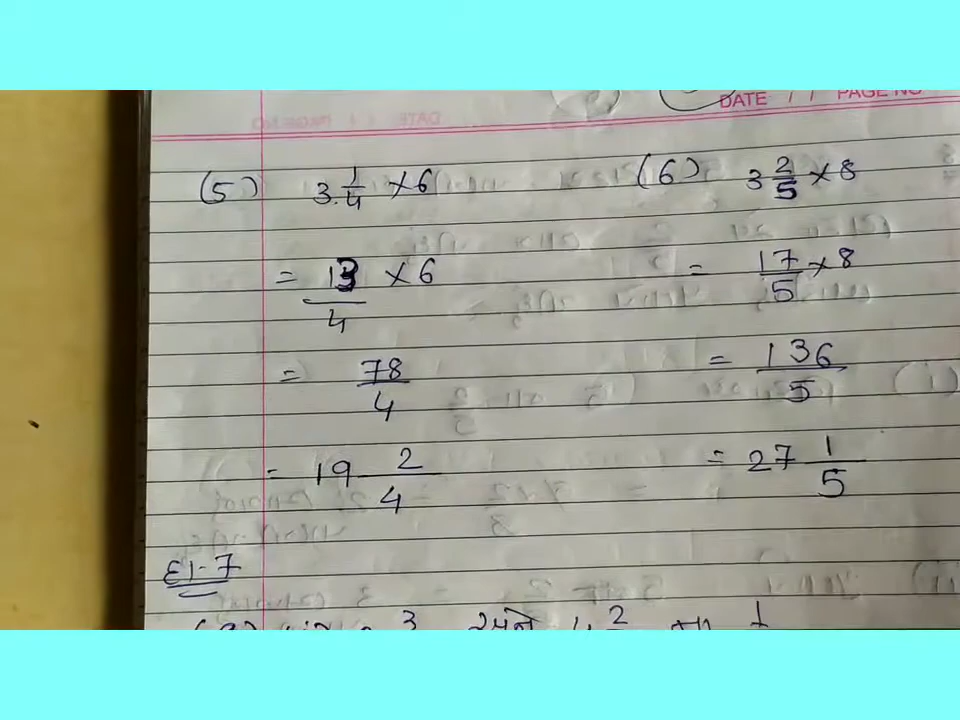 DATE / / PAGE NO
(5) 3 1/4 × 6 (6) 3 2/5 × 8
= 13/4 × 6 = 17/5 × 8
= 78/4 = 136/5
= 19 2/4 = 27 1/5
દા-7